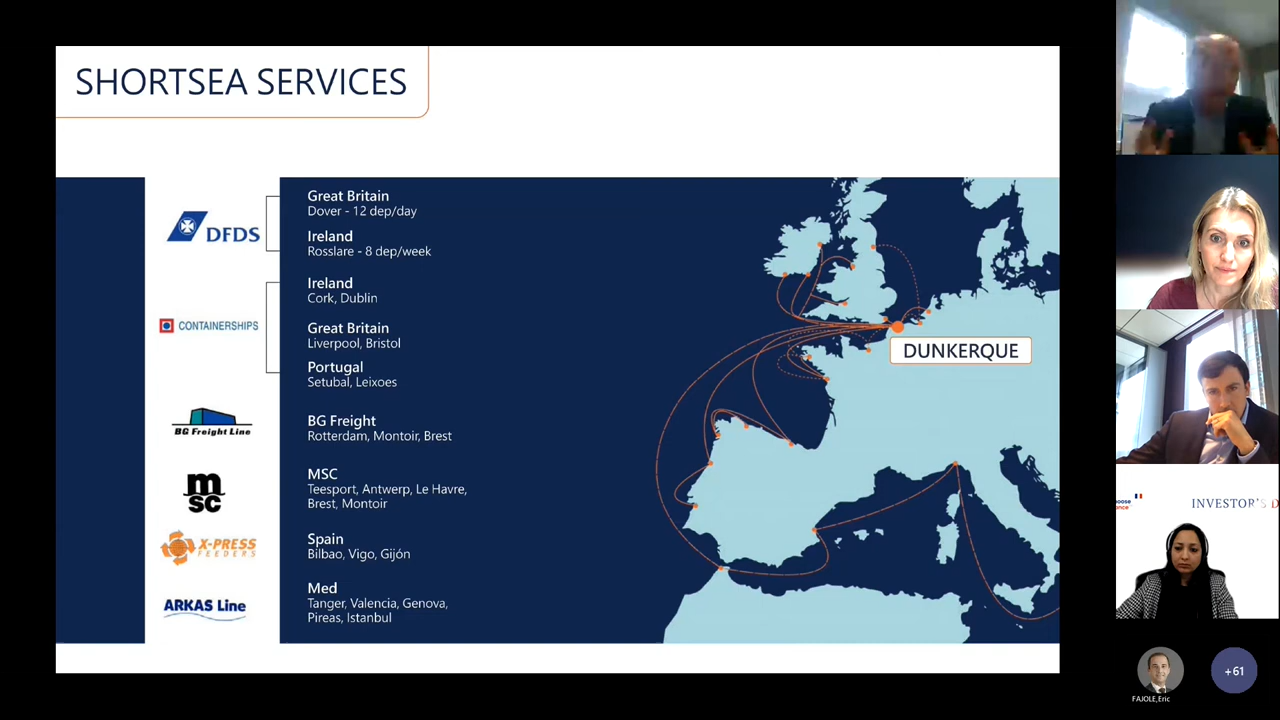 SHORTSEA SERVICES
DFDS
Great Britain
Dover - 12 dep/day
Ireland
Rosslare - 8 dep/week
CONTAINERSHIPS
Ireland
Cork, Dublin
Great Britain
Liverpool, Bristol
Portugal
Setubal, Leixoes
BG Freight Line
BG Freight
Rotterdam, Montoir, Brest
msc
MSC
Teesport, Antwerp, Le Havre,
Brest, Montoir
X-PRESS
FEEDERS
Spain
Bilbao, Vigo, Gijón
ARKAS Line
Med
Tanger, Valencia, Genova,
Pireas, Istanbul
DUNKERQUE
INVESTOR'S D
FAJOLE,Eric
+61